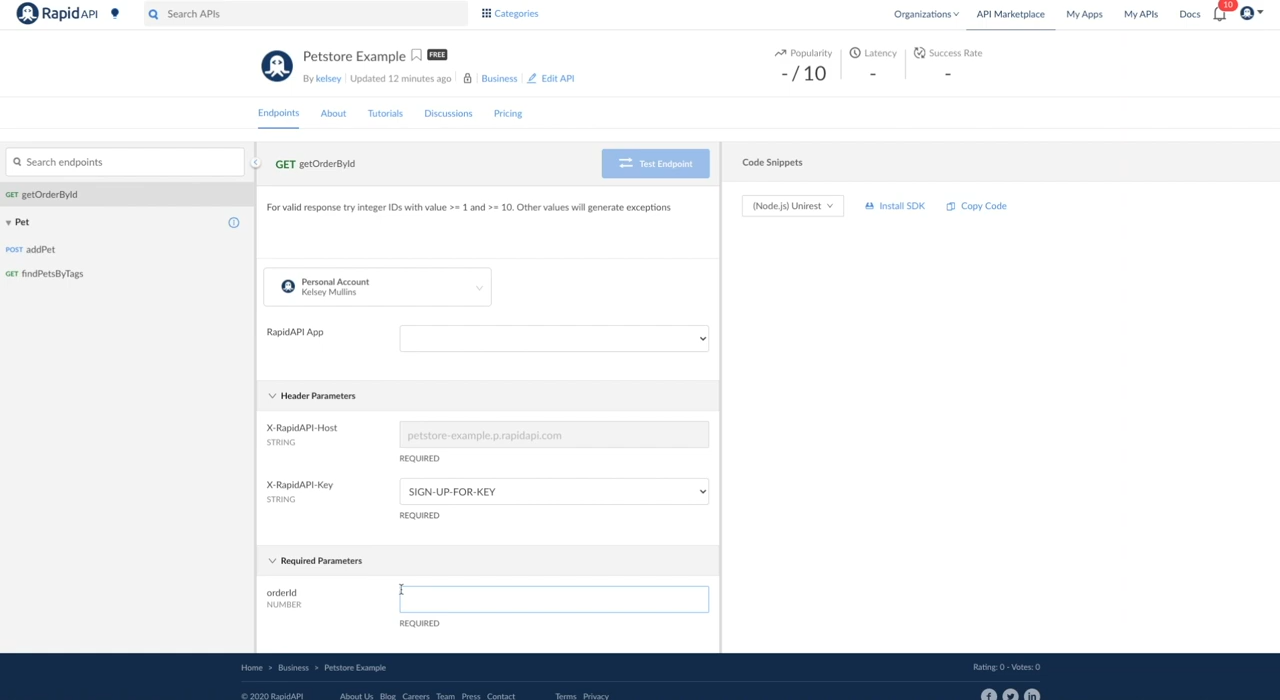 RapidAPI
Search APIs
Categories
Organizations
API Marketplace
My Apps
My APIs
Docs
10
Petstore Example FREE
By kelsey Updated 12 minutes ago Business Edit API
Popularity
- / 10
Latency
-
Success Rate
-
Endpoints About Tutorials Discussions Pricing
Search endpoints
GET getOrderById
Pet
POST addPet
GET findPetsByTags
GET getOrderById
Test Endpoint
For valid response try integer IDs with value >= 1 and >= 10. Other values will generate exceptions
Personal Account
Kelsey Mullins
RapidAPI App
Header Parameters
X-RapidAPI-Host
STRING
petstore-example.p.rapidapi.com
REQUIRED
X-RapidAPI-Key
STRING
SIGN-UP-FOR-KEY
REQUIRED
Required Parameters
orderId
NUMBER
REQUIRED
Code Snippets
(Node.js) Unirest
Install SDK
Copy Code
Home > Business > Petstore Example
Rating: 0 - Votes: 0
© 2020 RapidAPI
About Us Blog Careers Team Press Contact
Terms Privacy